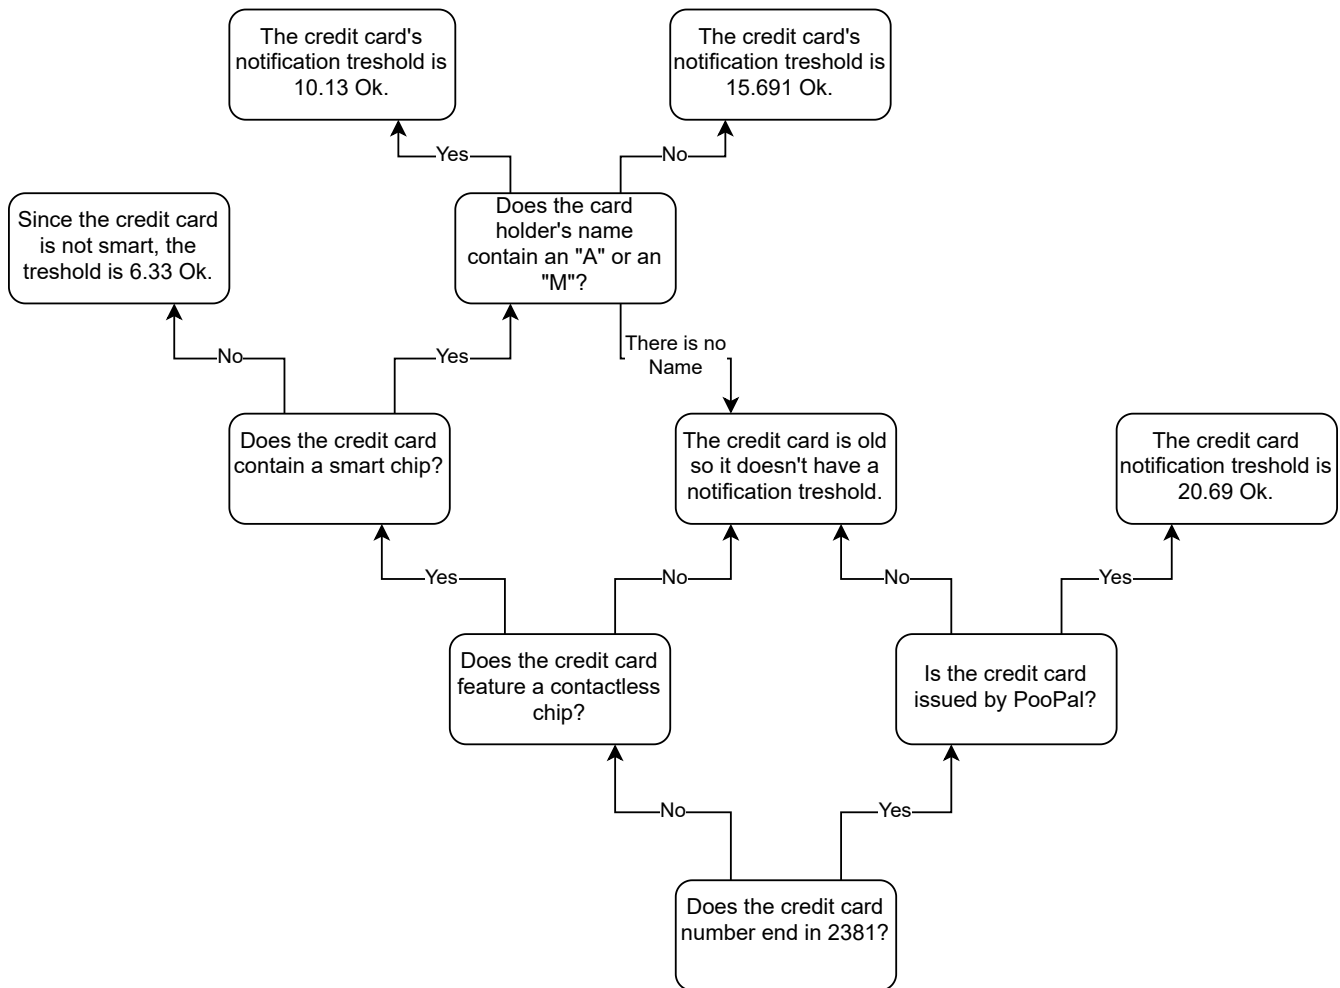 The credit card's
notification treshold is
10.13 Ok.
The credit card's
notification treshold is
15.691 Ok.
Yes
No
Since the credit card
is not smart, the
treshold is 6.33 Ok.
Does the card
holder's name
contain an "A" or an
"M"?
No
Yes
There is no
Name
Does the credit card
contain a smart chip?
The credit card is old
so it doesn't have a
notification treshold.
The credit card
notification treshold is
20.69 Ok.
Yes
No
No
Yes
Does the credit card
feature a contactless
chip?
Is the credit card
issued by PooPal?
No
Yes
Does the credit card
number end in 2381?